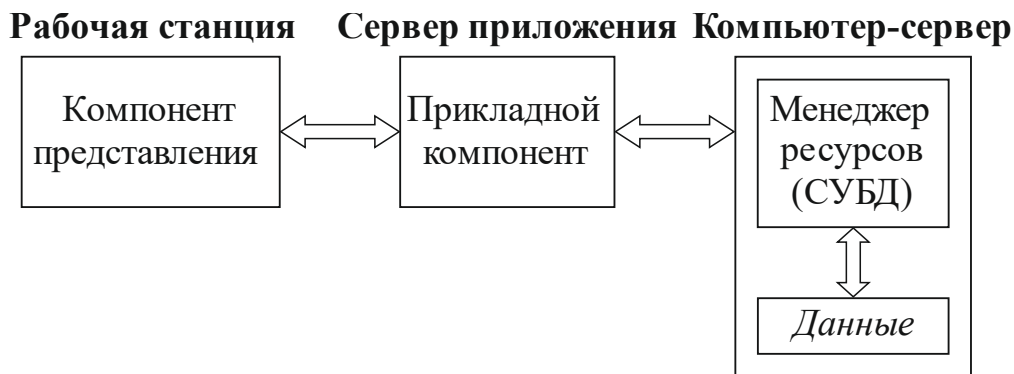 Рабочая станция
Сервер приложения
Компьютер-сервер
Компонент
представления
Прикладной
компонент
Менеджер
ресурсов
(СУБД)
Данные